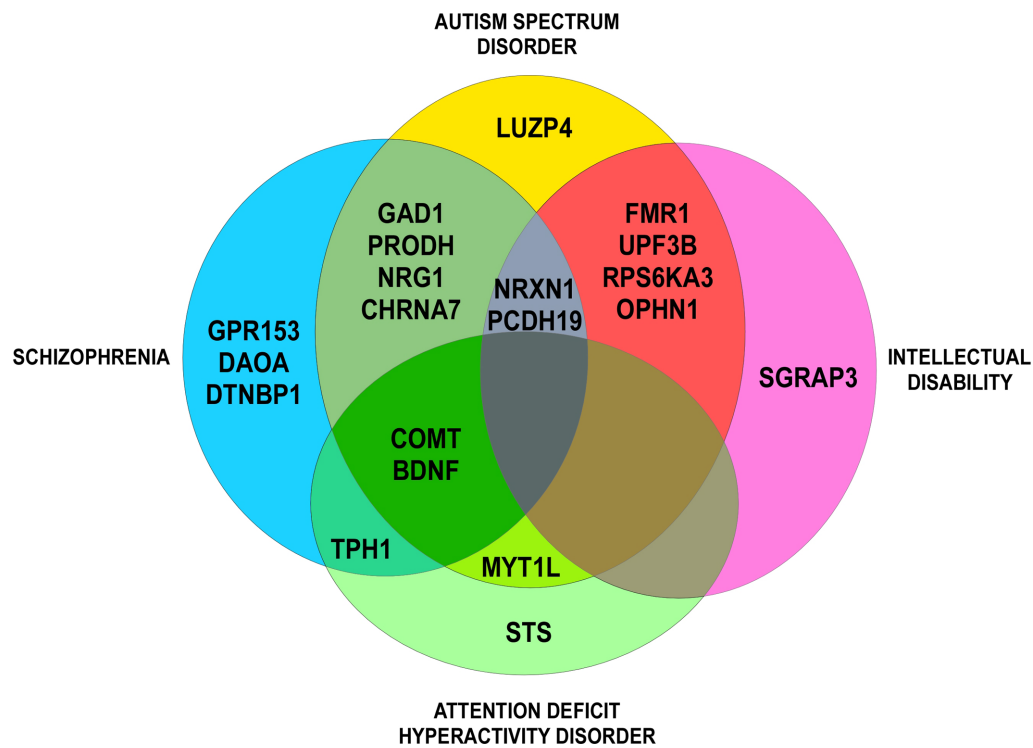 AUTISM SPECTRUM
DISORDER
LUZP4
GAD1
PRODH
NRG1
CHRNA7
FMR1
UPF3B
RPS6KA3
OPHN1
NRXN1
PCDH19
SCHIZOPHRENIA
GPR153
DAOA
DTNBP1
SGRAP3
INTELLECTUAL
DISABILITY
COMT
BDNF
TPH1
MYT1L
STS
ATTENTION DEFICIT
HYPERACTIVITY DISORDER